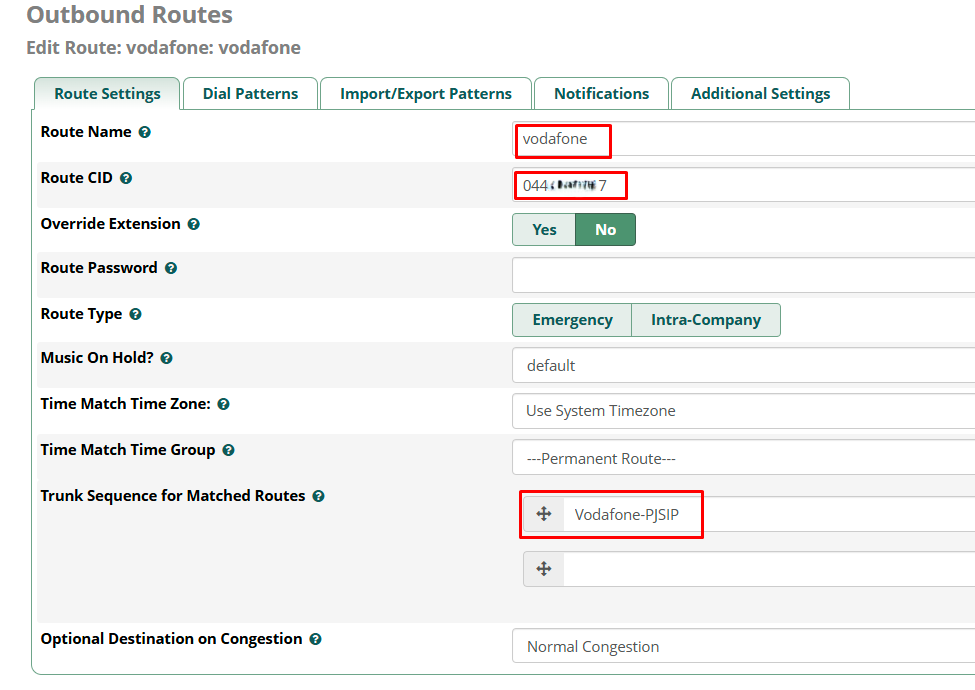 Outbound Routes
Edit Route: vodafone: vodafone
Route Settings Dial Patterns Import/Export Patterns Notifications Additional Settings
Route Name vodafone
Route CID 044 7
Override Extension Yes No
Route Password
Route Type Emergency Intra-Company
Music On Hold? default
Time Match Time Zone: Use System Timezone
Time Match Time Group ---Permanent Route---
Trunk Sequence for Matched Routes Vodafone-PJSIP
Optional Destination on Congestion Normal Congestion